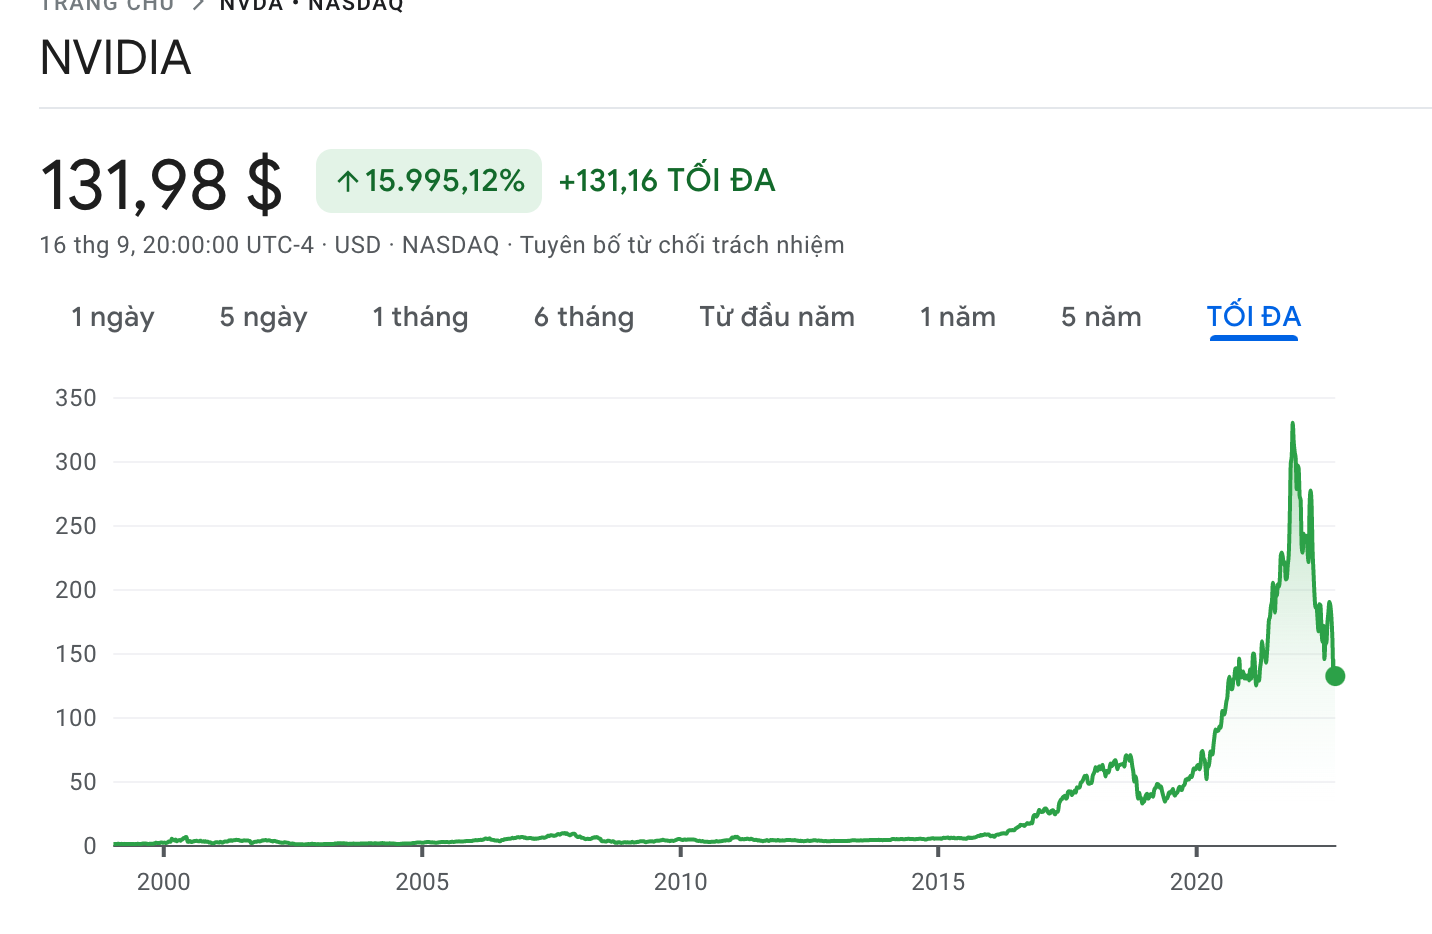 TRANG CHỦ > NVDA • NASDAQ
NVIDIA
131,98 $ ↑ 15.995,12% +131,16 TỐI ĐA
16 thg 9, 20:00:00 UTC-4 · USD · NASDAQ · Tuyên bố từ chối trách nhiệm
1 ngày 5 ngày 1 tháng 6 tháng Từ đầu năm 1 năm 5 năm TỐI ĐA
350
300
250
200
150
100
50
0
2000 2005 2010 2015 2020